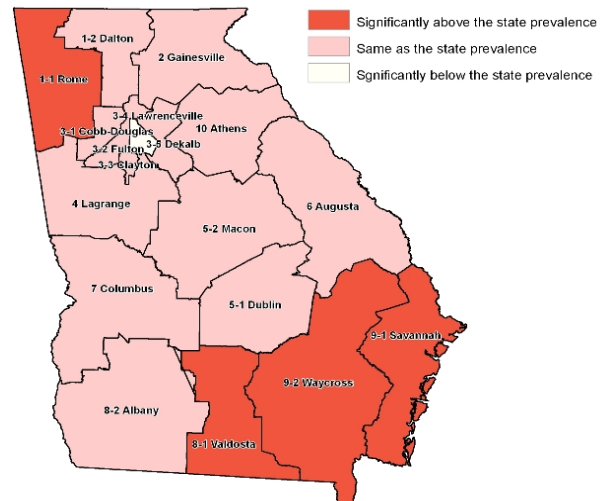 Significantly above the state prevalence
Same as the state prevalence
Sgnificantly below the state prevalence
1-2 Dalton
2 Gainesville
1-1 Rome
3-4 Lawrenceville
3-1 Cobb-Douglas
10 Athens
3-2 Fulton
3-5 Dekalb
3-3 Clayton
4 Lagrange
6 Augusta
5-2 Macon
7 Columbus
5-1 Dublin
9-1 Savannah
9-2 Waycross
8-2 Albany
8-1 Valdosta